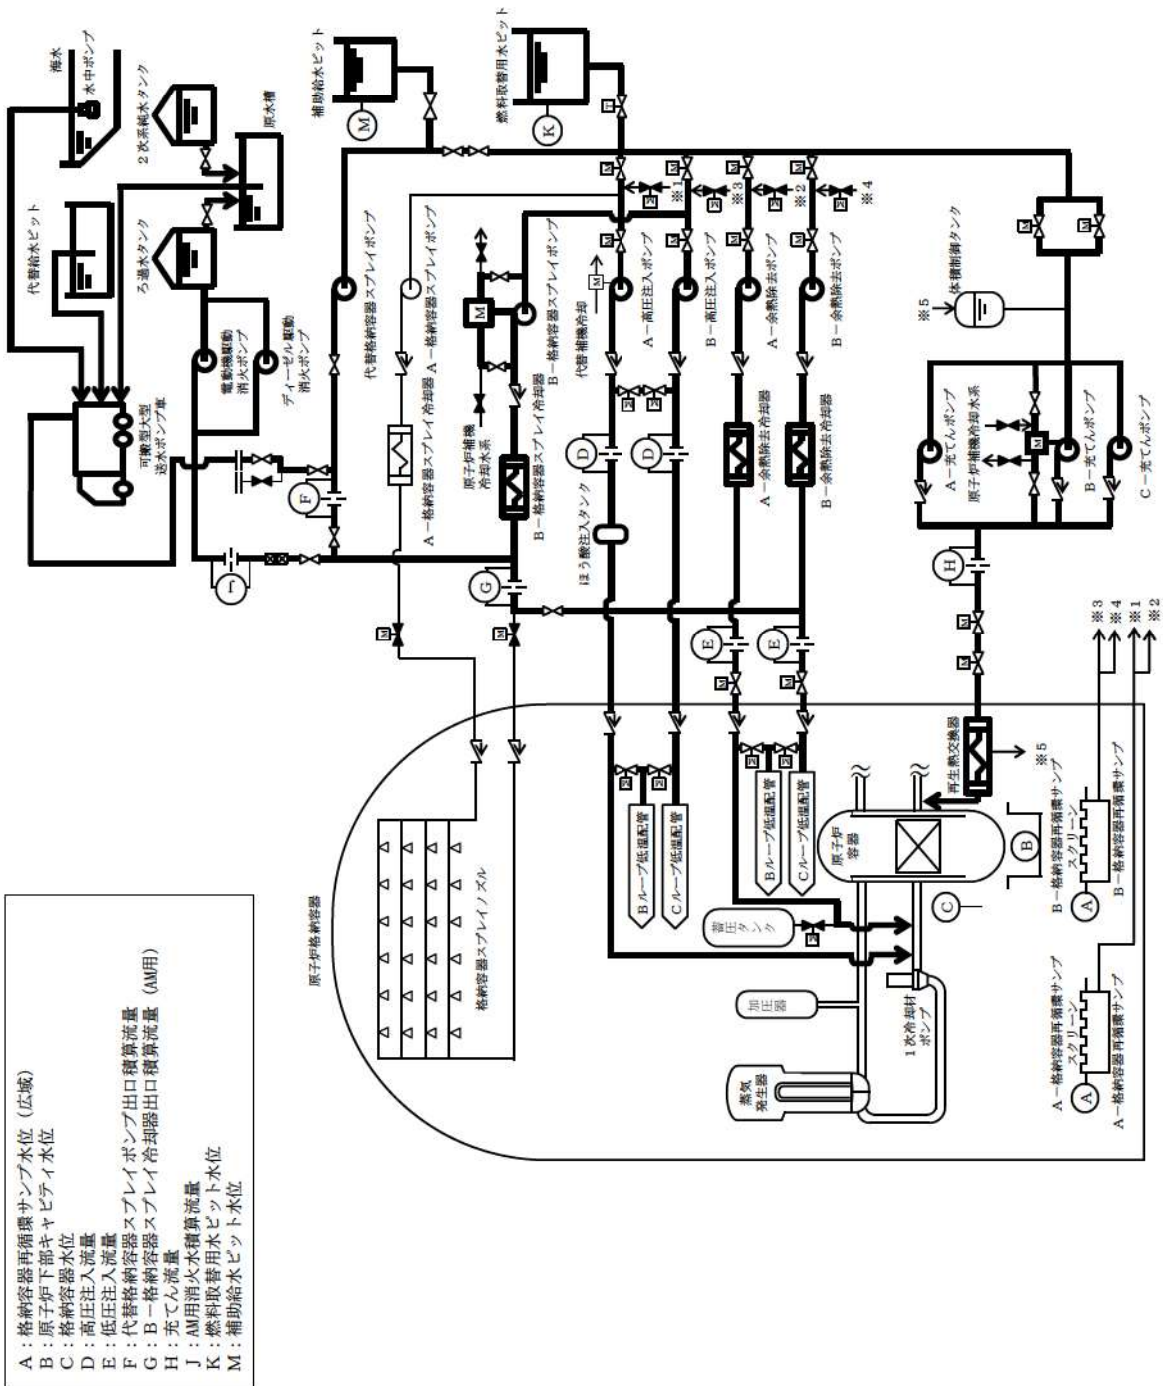 A：格納容器再循環サンプ水位（広域）
B：原子炉下部キャビティ水位
C：格納容器水位
D：高圧注入流量
E：低圧注入流量
F：代替格納容器スプレイポンプ出口積算流量
G：B－格納容器スプレイ冷却器出口積算流量（AM用）
H：充てん流量
J：AM用消火水積算流量
K：燃料取替用水ピット水位
M：補助給水ピット水位
海水
水中ポンプ
2次系純水タンク
原水槽
代替給水ピット
ろ過水タンク
可搬型大型
送水ポンプ車
電動機駆動
消火ポンプ
ディーゼル駆動
消火ポンプ
補助給水ピット
M
燃料取替用水ピット
K
代替格納容器スプレイポンプ
F
J
A－格納容器スプレイポンプ
A－格納容器スプレイ冷却器
M
原子炉補機
冷却水系
B－格納容器スプレイポンプ
B－格納容器スプレイ冷却器
G
代替補機冷却
M
A－高圧注入ポンプ
B－高圧注入ポンプ
D
D
ほう酸注入タンク
A－余熱除去ポンプ
B－余熱除去ポンプ
A－余熱除去冷却器
B－余熱除去冷却器
E
E
※1
※3
※2
※4
体積制御タンク
※5
A－充てんポンプ
原子炉補機冷却水系
M
B－充てんポンプ
C－充てんポンプ
H
再生熱交換器
※5
原子炉格納容器
格納容器スプレイノズル
Bループ低温配管
Cループ低温配管
Bループ低温配管
Cループ低温配管
蓄圧タンク
加圧器
蒸気
発生器
1次冷却材
ポンプ
原子炉
容器
C
B
B－格納容器再循環サンプ
スクリーン
A
B－格納容器再循環サンプ
A－格納容器再循環サンプ
スクリーン
A
A－格納容器再循環サンプ
※3
※4
※1
※2